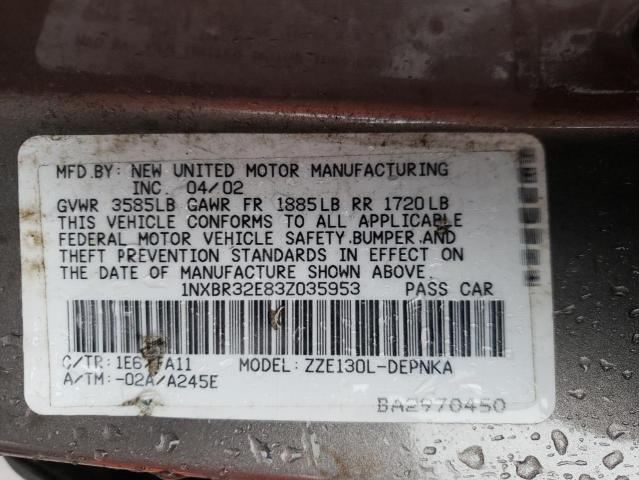 MFD.BY: NEW UNITED MOTOR MANUFACTURING
INC. 04/02
GVWR 3585LB GAWR FR 1885LB RR 1720LB
THIS VEHICLE CONFORMS TO ALL APPLICABLE
FEDERAL MOTOR VEHICLE SAFETY.BUMPER.AND
THEFT PREVENTION STANDARDS IN EFFECT ON
THE DATE OF MANUFACTURE SHOWN ABOVE.
1NXBR32E83Z035953 PASS CAR
C/TR: MODEL: ZZE130L-DEPNKA
A/TM: -02A/A245E
BA2970450